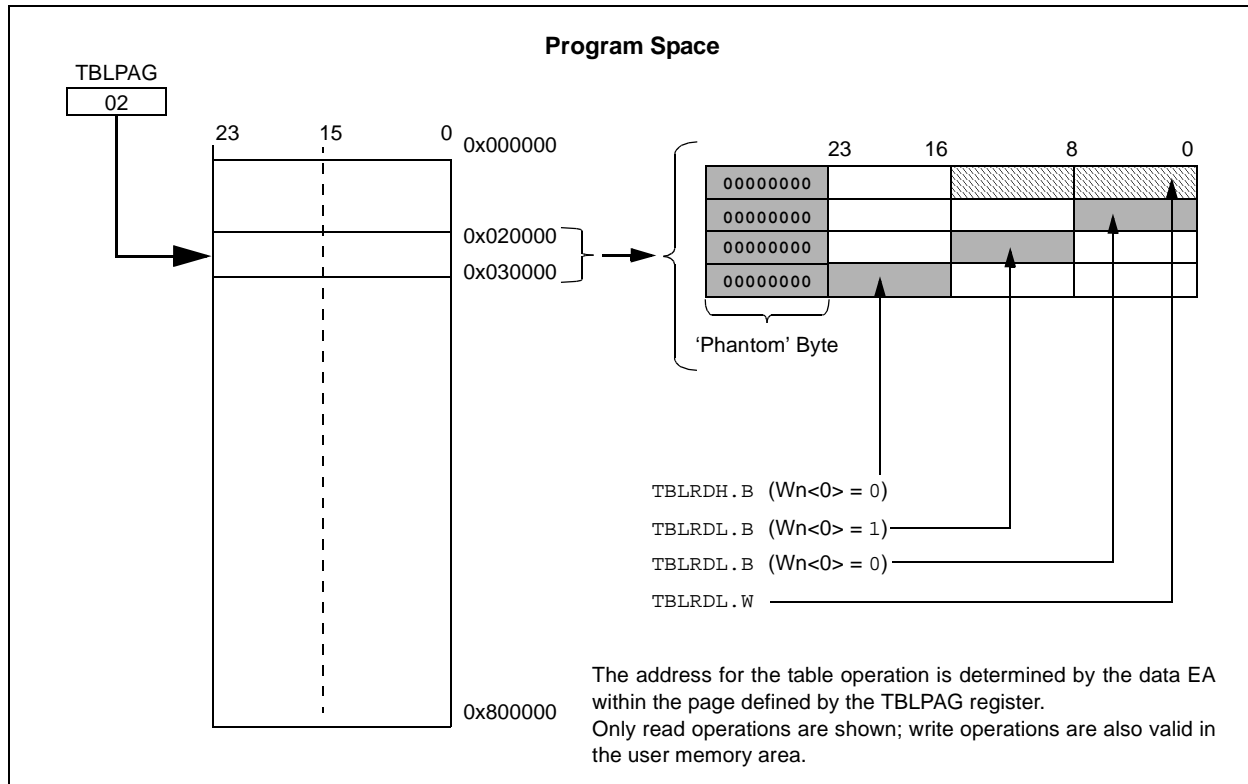 Program Space
TBLPAG
02
23 15 0
0x000000
0x020000
0x030000
0x800000
23 16 8 0
00000000
00000000
00000000
00000000
‘Phantom’ Byte
TBLRDH.B (Wn<0> = 0)
TBLRDL.B (Wn<0> = 1)
TBLRDL.B (Wn<0> = 0)
TBLRDL.W
The address for the table operation is determined by the data EA
within the page defined by the TBLPAG register.
Only read operations are shown; write operations are also valid in
the user memory area.